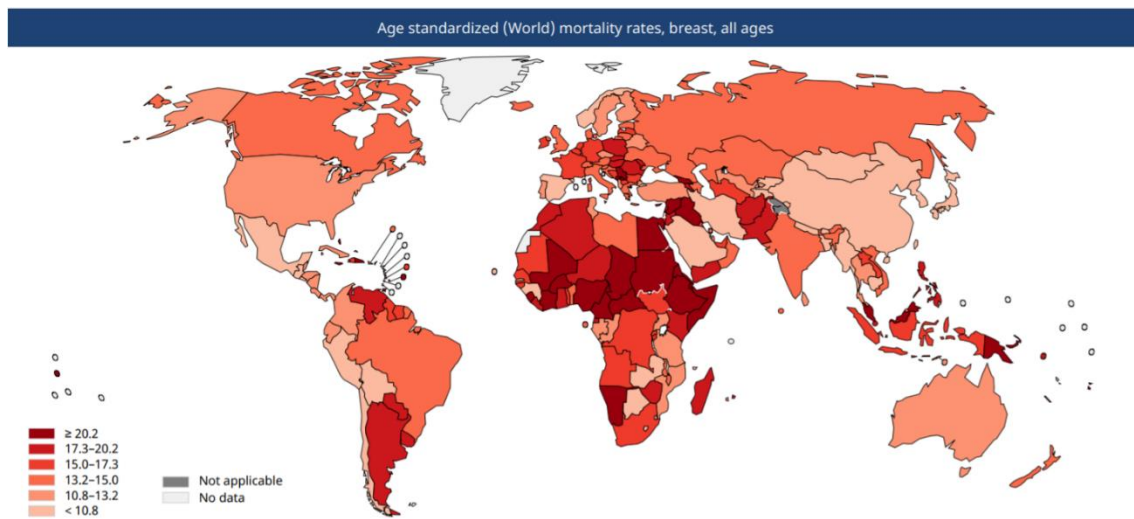 Age standardized (World) mortality rates, breast, all ages
≥ 20.2
17.3–20.2
15.0–17.3
13.2–15.0
10.8–13.2
< 10.8
Not applicable
No data